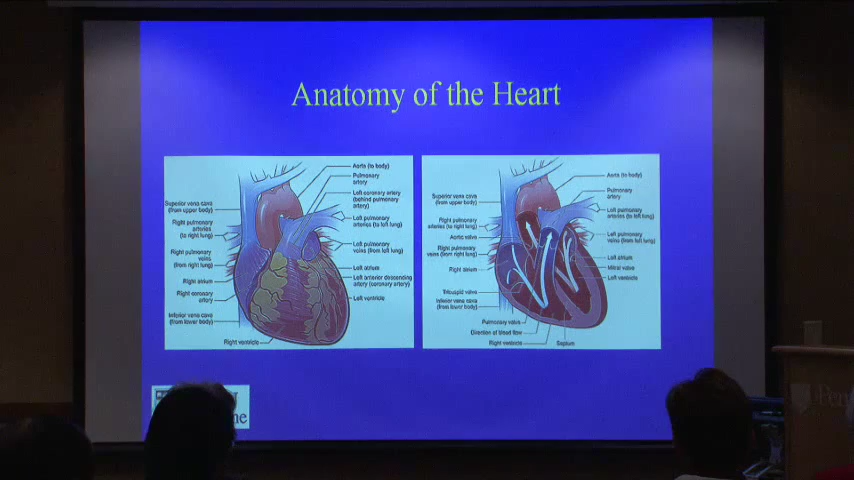 Anatomy of the Heart
Aorta (to body)
Pulmonary
artery
Left coronary artery
(behind pulmonary
artery)
Superior vena cava
(from upper body)
Right pulmonary
arteries
(to right lung)
Left pulmonary
arteries (to left lung)
Right pulmonary
veins
(from right lung)
Left pulmonary
veins (from left lung)
Right atrium
Left atrium
Left anterior descending
artery (coronary artery)
Right coronary
artery
Left ventricle
Inferior vena cava
(from lower body)
Right ventricle
Aorta (to body)
Pulmonary
artery
Superior vena cava
(from upper body)
Left pulmonary
arteries (to left lung)
Right pulmonary
arteries (to right lung)
Aortic valve
Left pulmonary
veins (from left lung)
Right pulmonary
veins (from right lung)
Left atrium
Right atrium
Mitral valve
Left ventricle
Tricuspid valve
Inferior vena cava
(from lower body)
Pulmonary valve
Direction of blood flow
Right ventricle
Septum